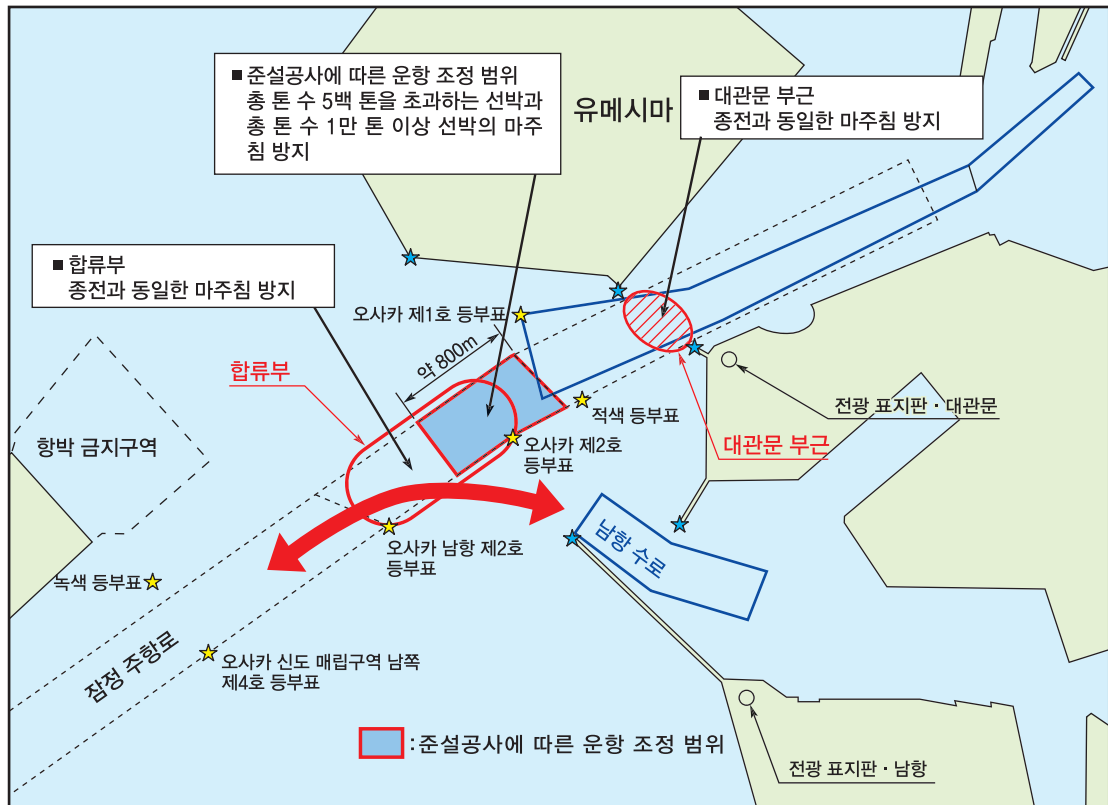 ■ 준설공사에 따른 운항 조정 범위
총 톤 수 5백 톤을 초과하는 선박과
총 톤 수 1만 톤 이상 선박의 마주
침 방지
유메시마
■ 대관문 부근
종전과 동일한 마주침 방지
■ 합류부
종전과 동일한 마주침 방지
오사카 제1호 등부표
약 800m
합류부
적색 등부표
전광 표지판 · 대관문
항박 금지구역
오사카 제2호
등부표
대관문 부근
남항 수로
오사카 남항 제2호
등부표
녹색 등부표
잠정 주항로
오사카 신도 매립구역 남쪽
제4호 등부표
:준설공사에 따른 운항 조정 범위
전광 표지판 · 남항